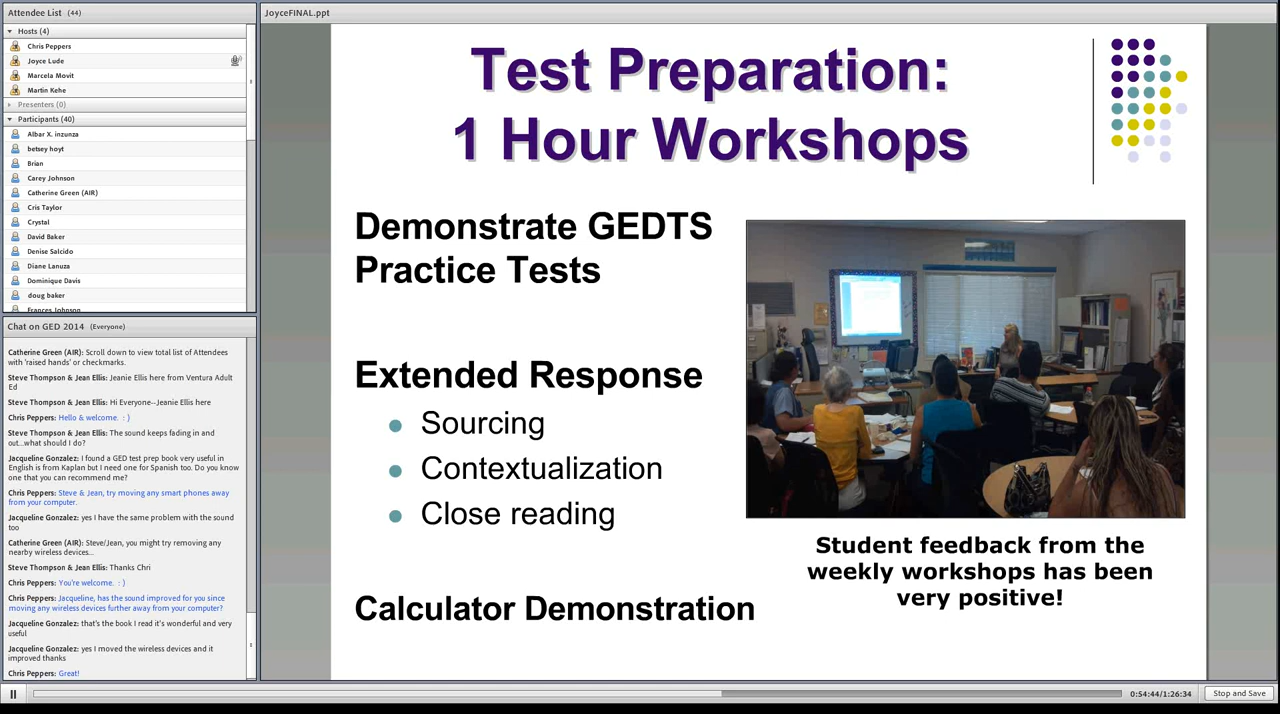 Attendee List (44)
Hosts (4)
Chris Peppers
Joyce Lude
Marcela Movit
Martin Kehe
Presenters (0)
Participants (40)
Albar X. inzunza
betsey hoyt
Brian
Carey Johnson
Catherine Green (AIR)
Cris Taylor
Crystal
David Baker
Denise Salcido
Diane Lanuza
Dominique Davis
doug baker
Frances Johnson
Chat on GED 2014 (Everyone)
Catherine Green (AIR): Scroll down to view total list of Attendees
with 'raised hands' or checkmarks.
Steve Thompson & Jean Ellis: Jeanie Ellis here from Ventura Adult
Ed
Steve Thompson & Jean Ellis: Hi Everyone--Jeanie Ellis here
Chris Peppers: Hello & welcome. : )
Steve Thompson & Jean Ellis: The sound keeps fading in and
out...what should I do?
Jacqueline Gonzalez: I found a GED test prep book very useful in
English is from Kaplan but I need one for Spanish too. Do you know
one that you can recommend me?
Chris Peppers: Steve & Jean, try moving any smart phones away
from your computer.
Jacqueline Gonzalez: yes I have the same problem with the sound
too
Catherine Green (AIR): Steve/Jean, you might try removing any
nearby wireless devices...
Steve Thompson & Jean Ellis: Thanks Chri
Chris Peppers: You're welcome. : )
Chris Peppers: Jacqueline, has the sound improved for you since
moving any wireless devices further away from your computer?
Jacqueline Gonzalez: that's the book I read it's wonderful and very
useful
Jacqueline Gonzalez: yes I moved the wireless devices and it
improved thanks
Chris Peppers: Great!
JoyceFINAL.ppt
Test Preparation:
1 Hour Workshops
Demonstrate GEDTS
Practice Tests
Extended Response
Sourcing
Contextualization
Close reading
Calculator Demonstration
Student feedback from the
weekly workshops has been
very positive!
0:54:44/1:26:34
Stop and Save